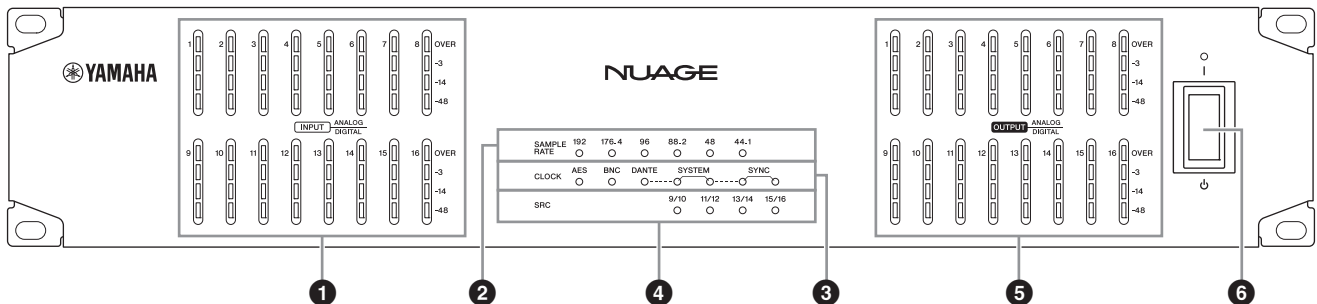 1 2 3 4 5 6 7 8 OVER
-3
-14
-48
YAMAHA
INPUT ANALOG
DIGITAL
9 10 11 12 13 14 15 16 OVER
-3
-14
-48
NUAGE
SAMPLE RATE 192 176.4 96 88.2 48 44.1
CLOCK AES BNC DANTE SYSTEM SYNC
SRC 9/10 11/12 13/14 15/16
1 2 3 4 5 6 7 8 OVER
-3
-14
-48
OUTPUT ANALOG
DIGITAL
9 10 11 12 13 14 15 16 OVER
-3
-14
-48
I
1 2 4 3 5 6